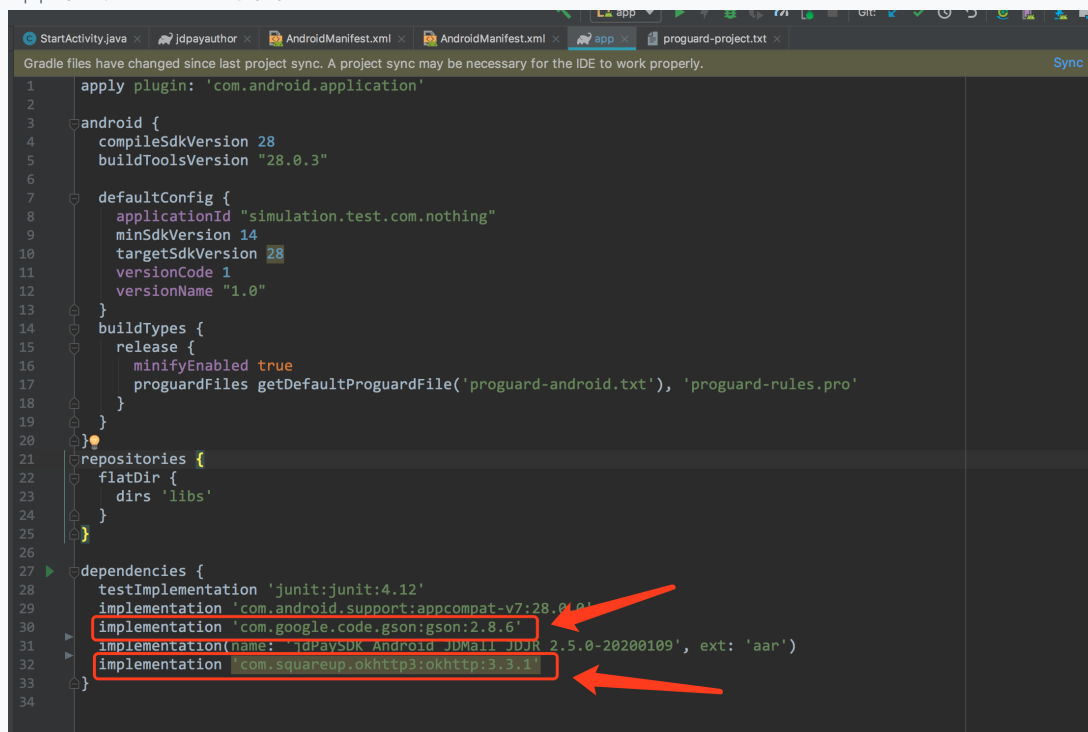 app
Git:
StartActivity.java jdpayauthor AndroidManifest.xml AndroidManifest.xml app proguard-project.txt
Gradle files have changed since last project sync. A project sync may be necessary for the IDE to work properly. Sync
1 apply plugin: 'com.android.application'
2
3 android {
4 compileSdkVersion 28
5 buildToolsVersion "28.0.3"
6
7 defaultConfig {
8 applicationId "simulation.test.com.nothing"
9 minSdkVersion 14
10 targetSdkVersion 28
11 versionCode 1
12 versionName "1.0"
13 }
14 buildTypes {
15 release {
16 minifyEnabled true
17 proguardFiles getDefaultProguardFile('proguard-android.txt'), 'proguard-rules.pro'
18 }
19 }
20 }
21 repositories {
22 flatDir {
23 dirs 'libs'
24 }
25 }
26
27 dependencies {
28 testImplementation 'junit:junit:4.12'
29 implementation 'com.android.support:appcompat-v7:28.0.0'
30 implementation 'com.google.code.gson:gson:2.8.6'
31 implementation(name: 'jdPaySDK_Android_JDMall_JDJR_2.5.0-20200109', ext: 'aar')
32 implementation 'com.squareup.okhttp3:okhttp:3.3.1'
33 }
34